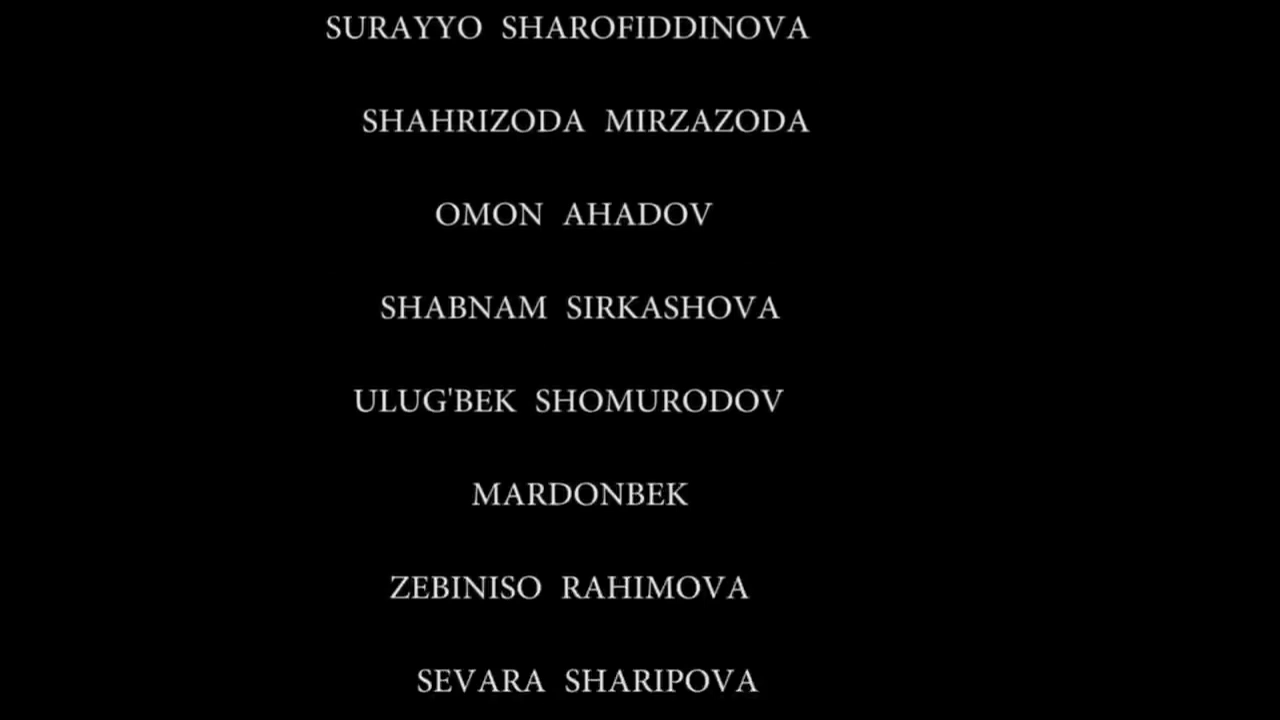 SURAYYO SHAROFIDDINOVA
SHAHRIZODA MIRZAZODA
OMON AHADOV
SHABNAM SIRKASHOVA
ULUG'BEK SHOMURODOV
MARDONBEK
ZEBINISO RAHIMOVA
SEVARA SHARIPOVA